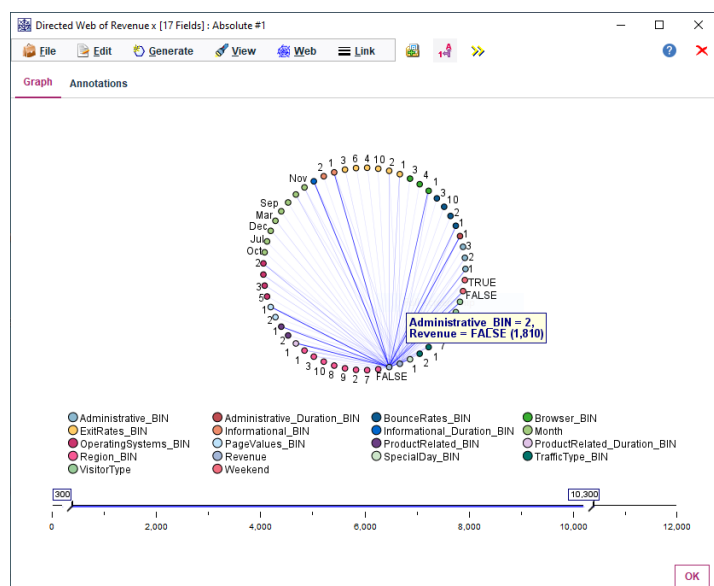 Directed Web of Revenue x [17 Fields] : Absolute #1
File Edit Generate View Web Link
Graph Annotations
2 1 3 6 4 10 2 1 3 4 1 3 10 2 1 1 3 2 1
TRUE
FALSE
Nov
Sep
Mar
Dec
Jul
Oct
2
3
5
1
2
1
2
1 1 3 10 8 9 2 7 FALSE 1 2 1 7
Administrative_BIN = 2,
Revenue = FALSE (1,810)
Administrative_BIN Administrative_Duration_BIN BounceRates_BIN Browser_BIN
ExitRates_BIN Informational_BIN Informational_Duration_BIN Month
OperatingSystems_BIN PageValues_BIN ProductRelated_BIN ProductRelated_Duration_BIN
Region_BIN Revenue SpecialDay_BIN TrafficType_BIN
VisitorType Weekend
300 10,300
0 2,000 4,000 6,000 8,000 10,000 12,000
OK